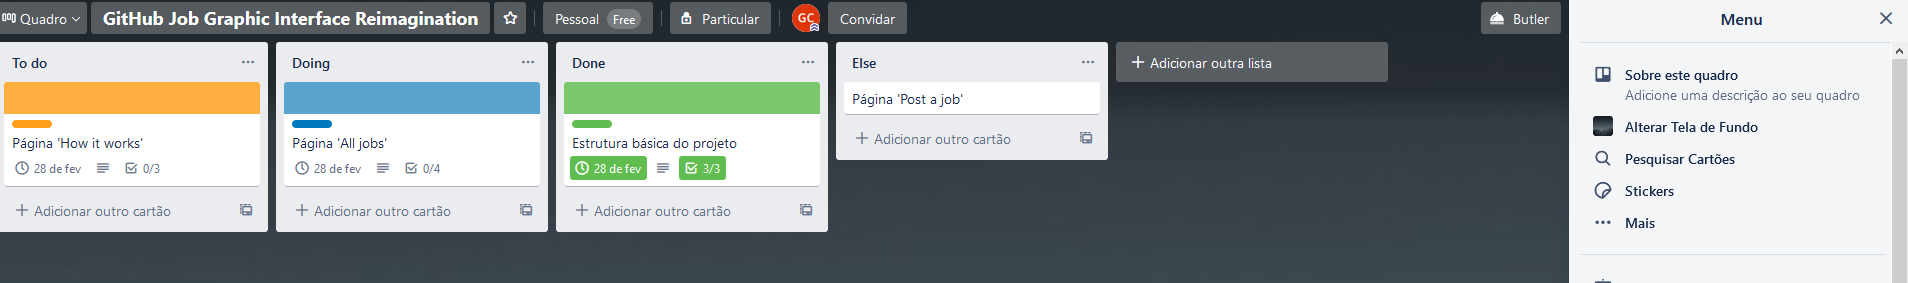 Quadro
GitHub Job Graphic Interface Reimagination
Pessoal Free
Particular
GC
Convidar
Butler
To do
Página 'How it works'
28 de fev 0/3
Adicionar outro cartão
Doing
Página 'All jobs'
28 de fev 0/4
Adicionar outro cartão
Done
Estrutura básica do projeto
28 de fev 3/3
Adicionar outro cartão
Else
Página 'Post a job'
Adicionar outro cartão
Adicionar outra lista
Menu
Sobre este quadro
Adicione uma descrição ao seu quadro
Alterar Tela de Fundo
Pesquisar Cartões
Stickers
Mais